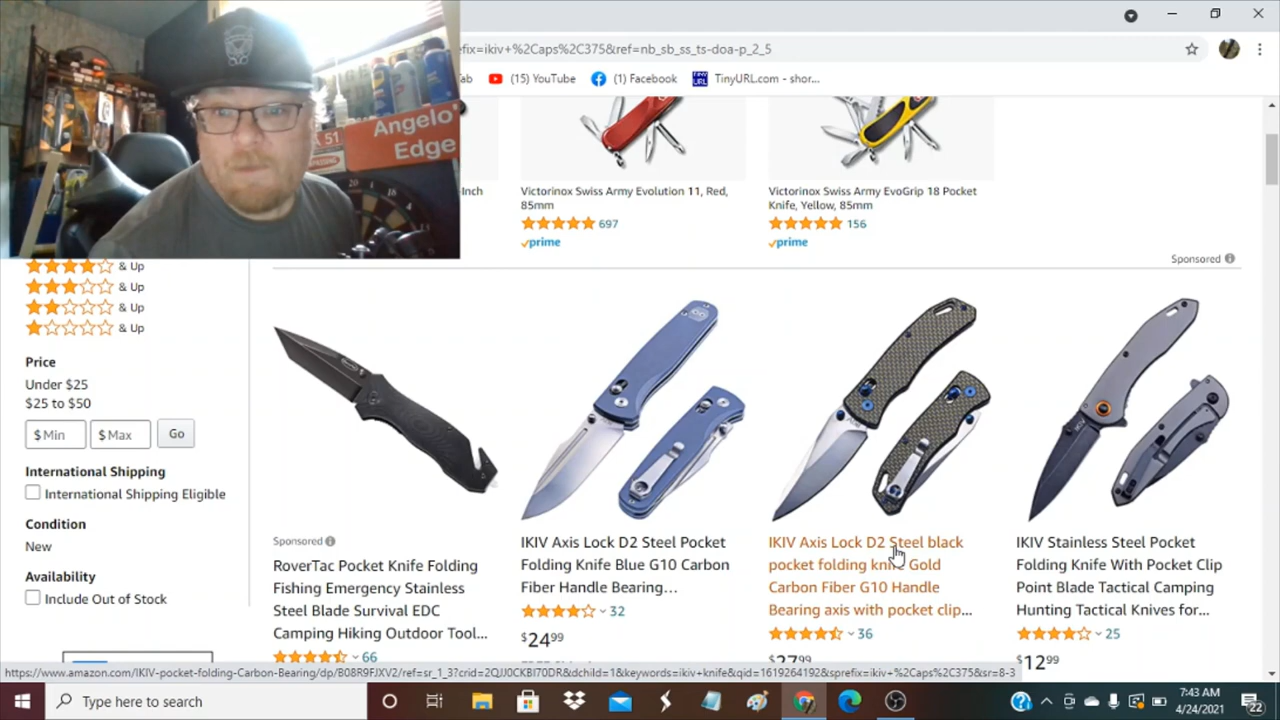 efix=ikiv+%2Caps%2C375&ref=nb_sb_ss_ts-doa-p_2_5
Tab
(15) YouTube
(1) Facebook
TINY
URL
TinyURL.com - shor...
A 51
Angelo
Edge
-Inch
Victorinox Swiss Army Evolution 11, Red,
85mm
697
prime
Victorinox Swiss Army EvoGrip 18 Pocket
Knife, Yellow, 85mm
156
prime
Sponsored
& Up
& Up
& Up
& Up
Price
Under $25
$25 to $50
$ Min
$ Max
Go
International Shipping
International Shipping Eligible
Condition
New
Availability
Include Out of Stock
Sponsored
RoverTac Pocket Knife Folding
Fishing Emergency Stainless
Steel Blade Survival EDC
Camping Hiking Outdoor Tool...
66
IKIV Axis Lock D2 Steel Pocket
Folding Knife Blue G10 Carbon
Fiber Handle Bearing...
32
$24⁹⁹
IKIV Axis Lock D2 Steel black
pocket folding knife Gold
Carbon Fiber G10 Handle
Bearing axis with pocket clip...
36
$27⁹⁹
IKIV Stainless Steel Pocket
Folding Knife With Pocket Clip
Point Blade Tactical Camping
Hunting Tactical Knives for...
25
$12⁹⁹
https://www.amazon.com/IKIV-pocket-folding-Carbon-Bearing/dp/B08R9FJXV2/ref=sr_1_3?crid=2QJJ0CKBI70DR&dchild=1&keywords=ikiv+knife&qid=1619264192&sprefix=ikiv+%2Caps%2C375&sr=8-3
Type here to search
7:43 AM
4/24/2021
22